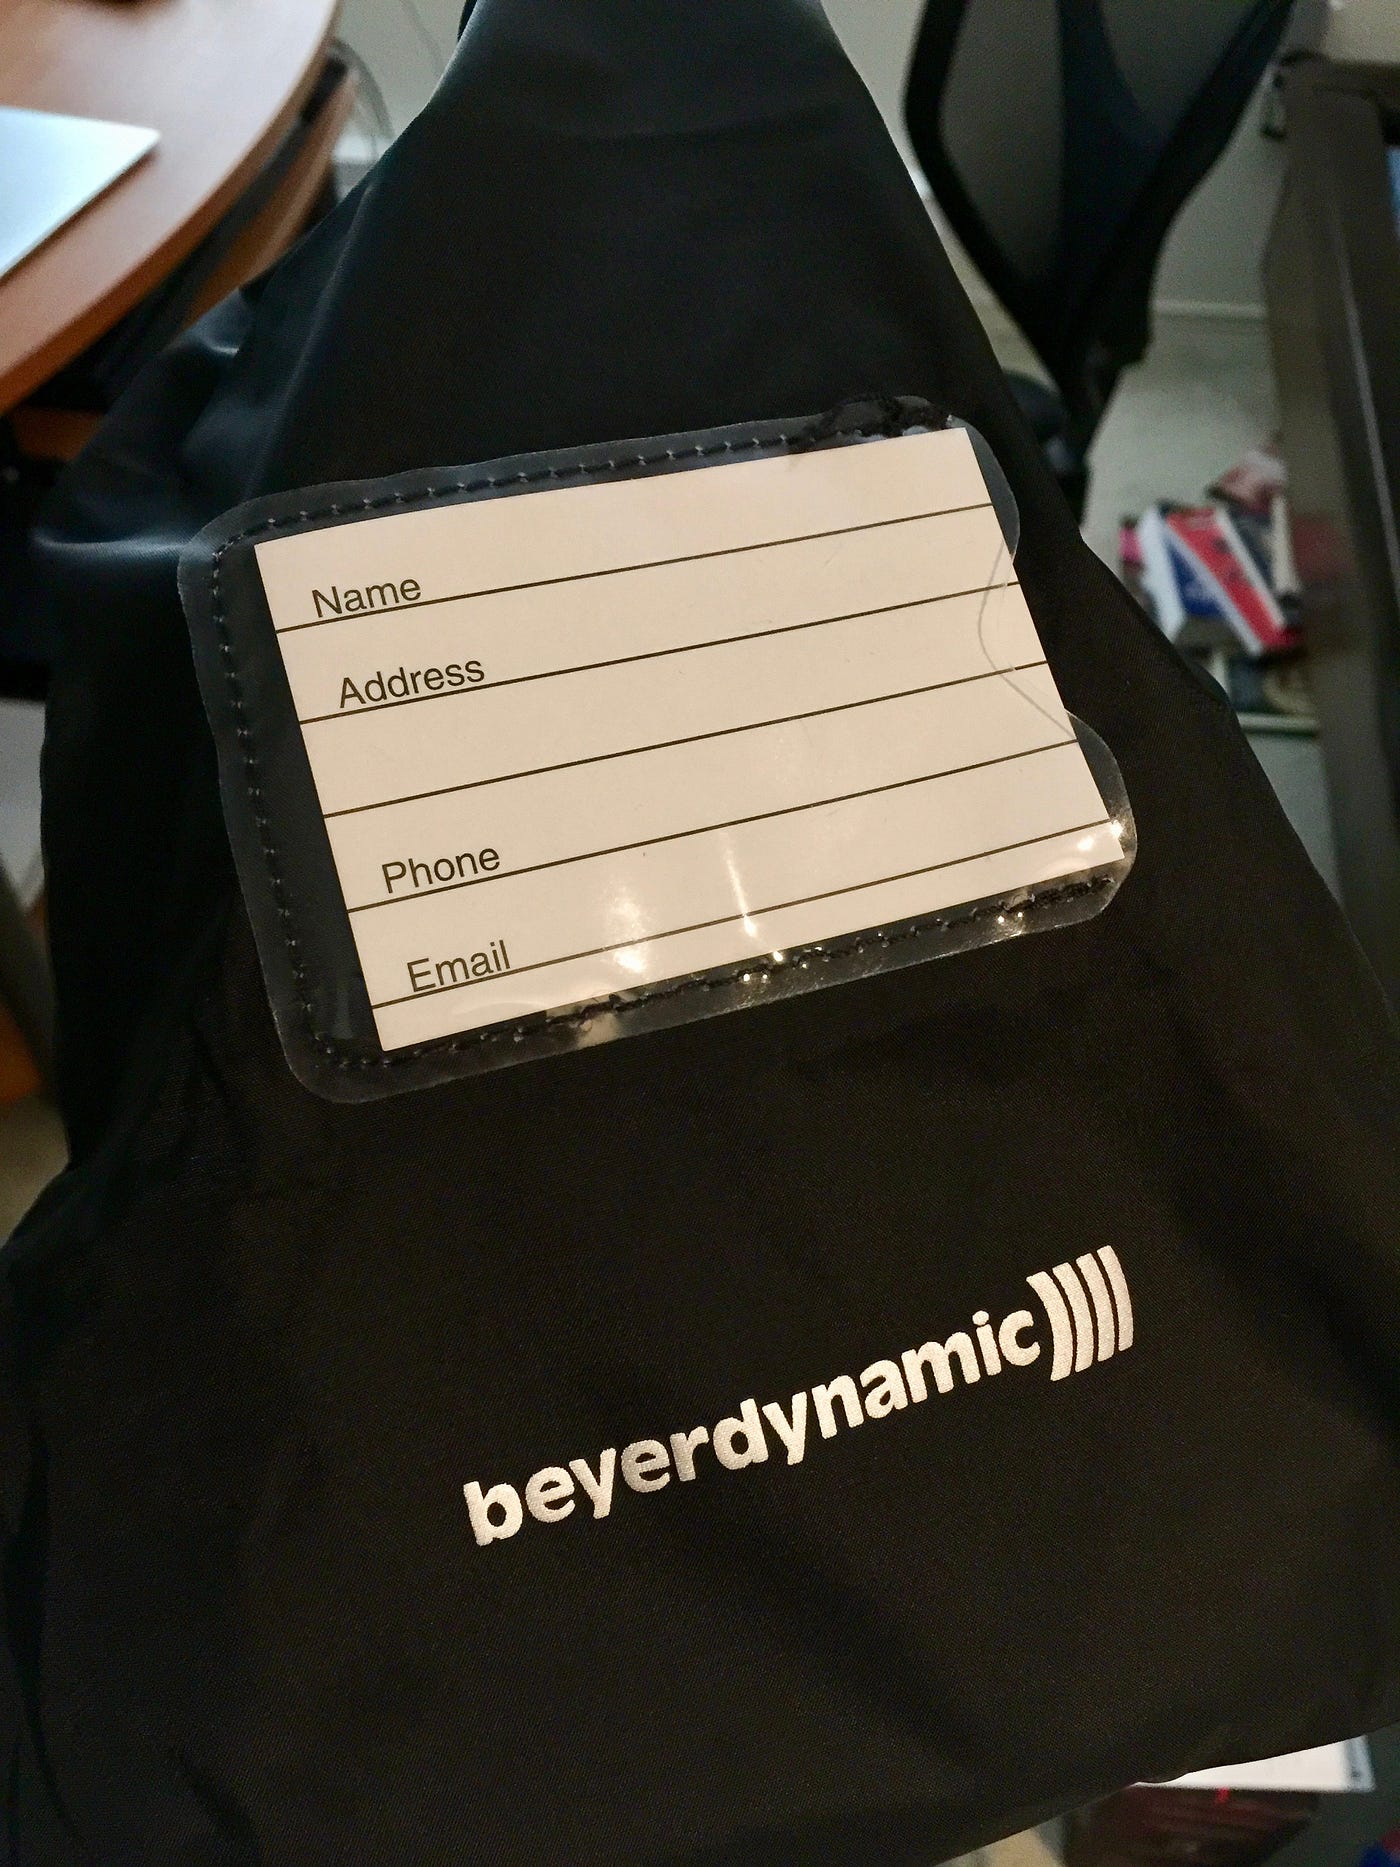 Name
Address
Phone
Email
beyerdynamic